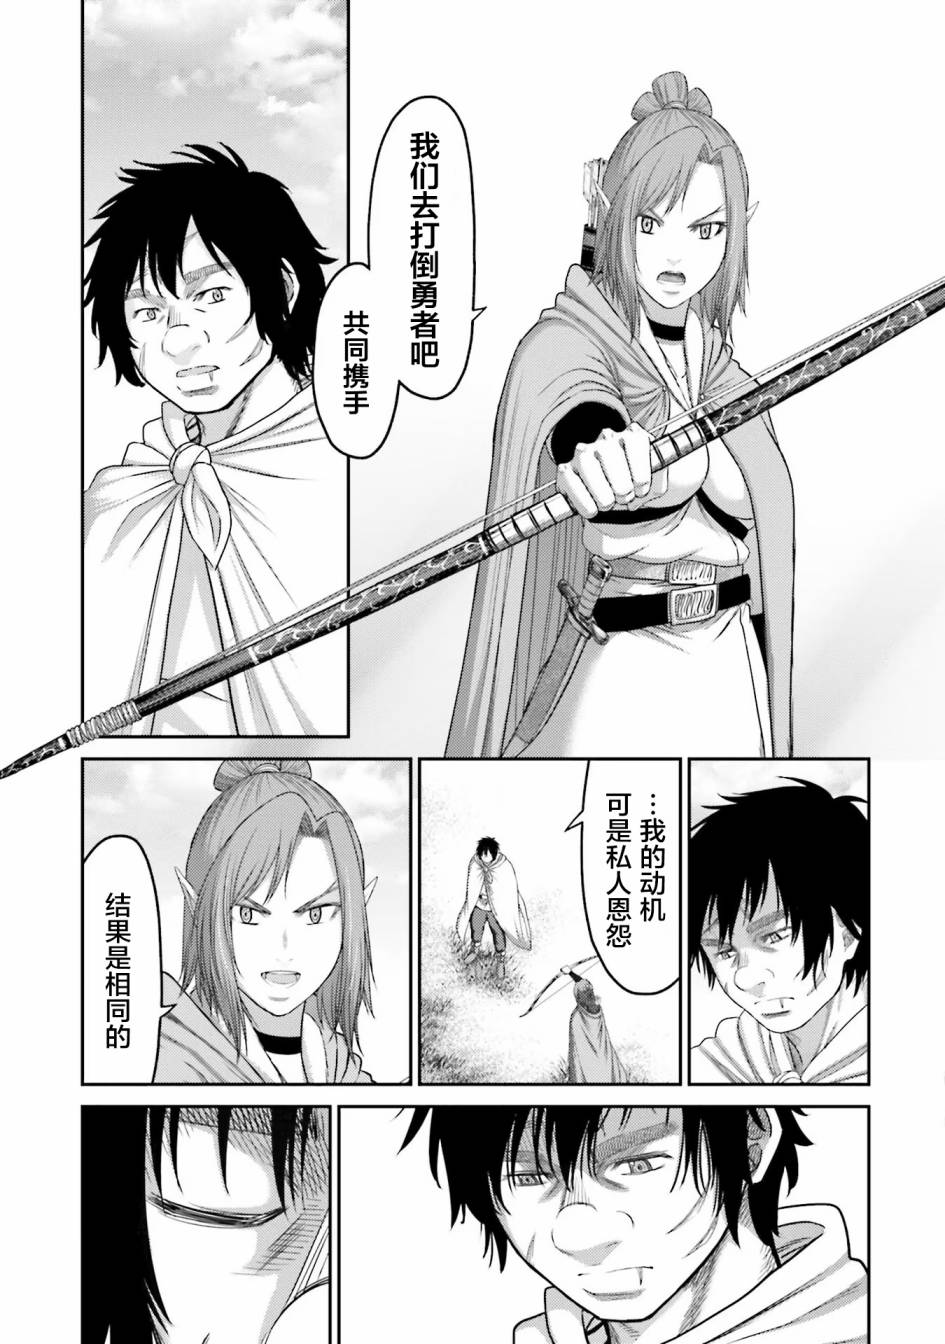 我们去打倒勇者吧
共同携手
…我的动机
可是私人恩怨
结果是相同的